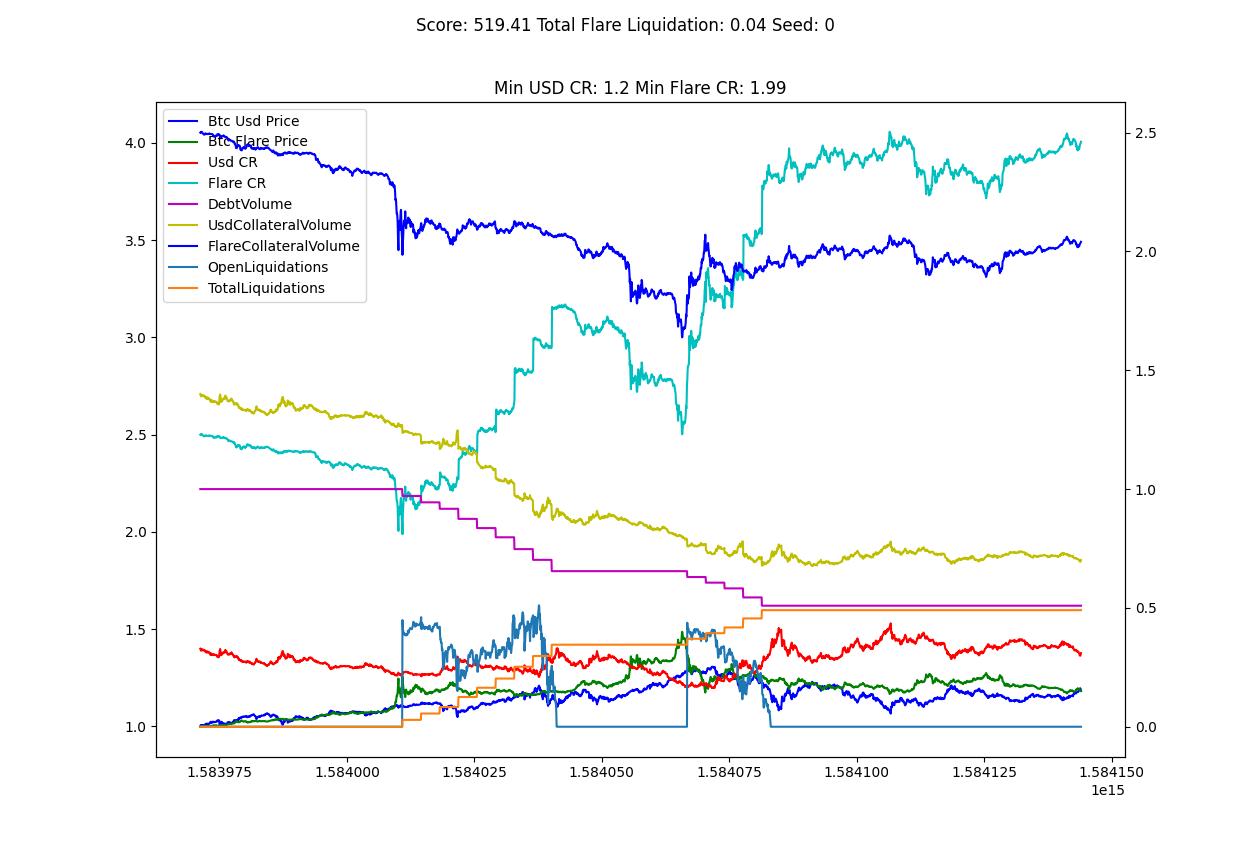 Score: 519.41 Total Flare Liquidation: 0.04 Seed: 0
Min USD CR: 1.2 Min Flare CR: 1.99
Btc Usd Price
Btc Flare Price
Usd CR
Flare CR
DebtVolume
UsdCollateralVolume
FlareCollateralVolume
OpenLiquidations
TotalLiquidations
4.0
3.5
3.0
2.5
2.0
1.5
1.0
2.5
2.0
1.5
1.0
0.5
0.0
1.583975 1.584000 1.584025 1.584050 1.584075 1.584100 1.584125 1.584150
1e15